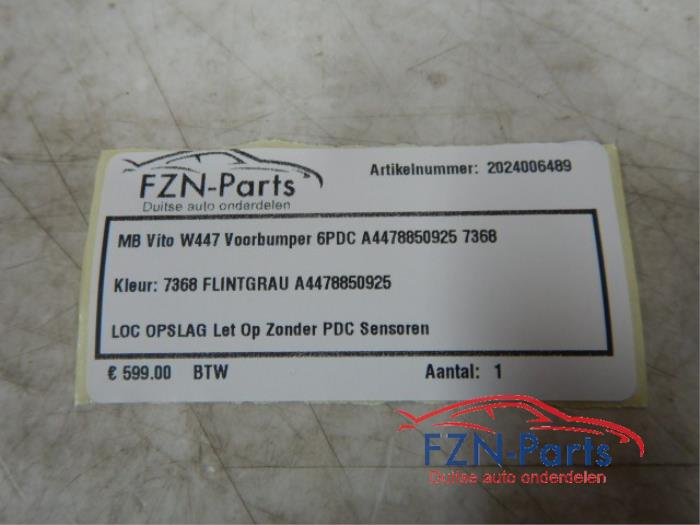 FZN-Parts
Duitse auto onderdelen
Artikelnummer: 2024006489
MB Vito W447 Voorbumper 6PDC A4478850925 7368
Kleur: 7368 FLINTGRAU A4478850925
LOC OPSLAG Let Op Zonder PDC Sensoren
€ 599.00 BTW Aantal: 1
FZN-Parts
Duitse auto onderdelen